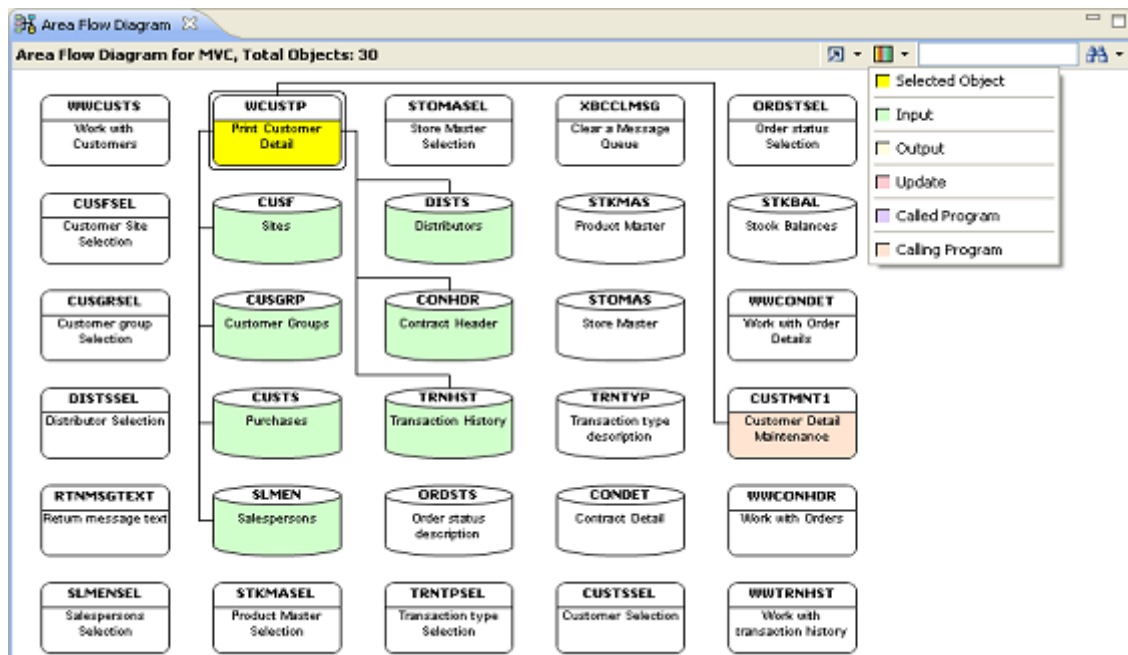 Area Flow Diagram
Area Flow Diagram for MVC, Total Objects: 30
Selected Object
Input
Output
Update
Called Program
Calling Program
WWCUSTS
Work with
Customers
WCUSTP
Print Customer
Detail
STOMASEL
Store Master
Selection
XBCCLMSG
Clear a Message
Queue
ORDSTSEL
Order status
Selection
CUSFSEL
Customer Site
Selection
CUSF
Sites
DISTS
Distributors
STKMAS
Product Master
STKBAL
Stock Balances
CUSGRSEL
Customer group
Selection
CUSGRP
Customer Groups
CONHDR
Contract Header
STOMAS
Store Master
WWCONDET
Work with Order
Details
DISTSSEL
Distributor Selection
CUSTS
Purchases
TRNHST
Transaction History
TRNTYP
Transaction type
description
CUSTMNT1
Customer Detail
Maintenance
RTNMSGTEXT
Return message text
SLMEN
Salespersons
ORDSTS
Order status
description
CONDET
Contract Detail
WWCONHDR
Work with Orders
SLMENSEL
Salespersons
Selection
STKMASEL
Product Master
Selection
TRNTPSEL
Transaction type
Selection
CUSTSSEL
Customer Selection
WWTRNHST
Work with
transaction history